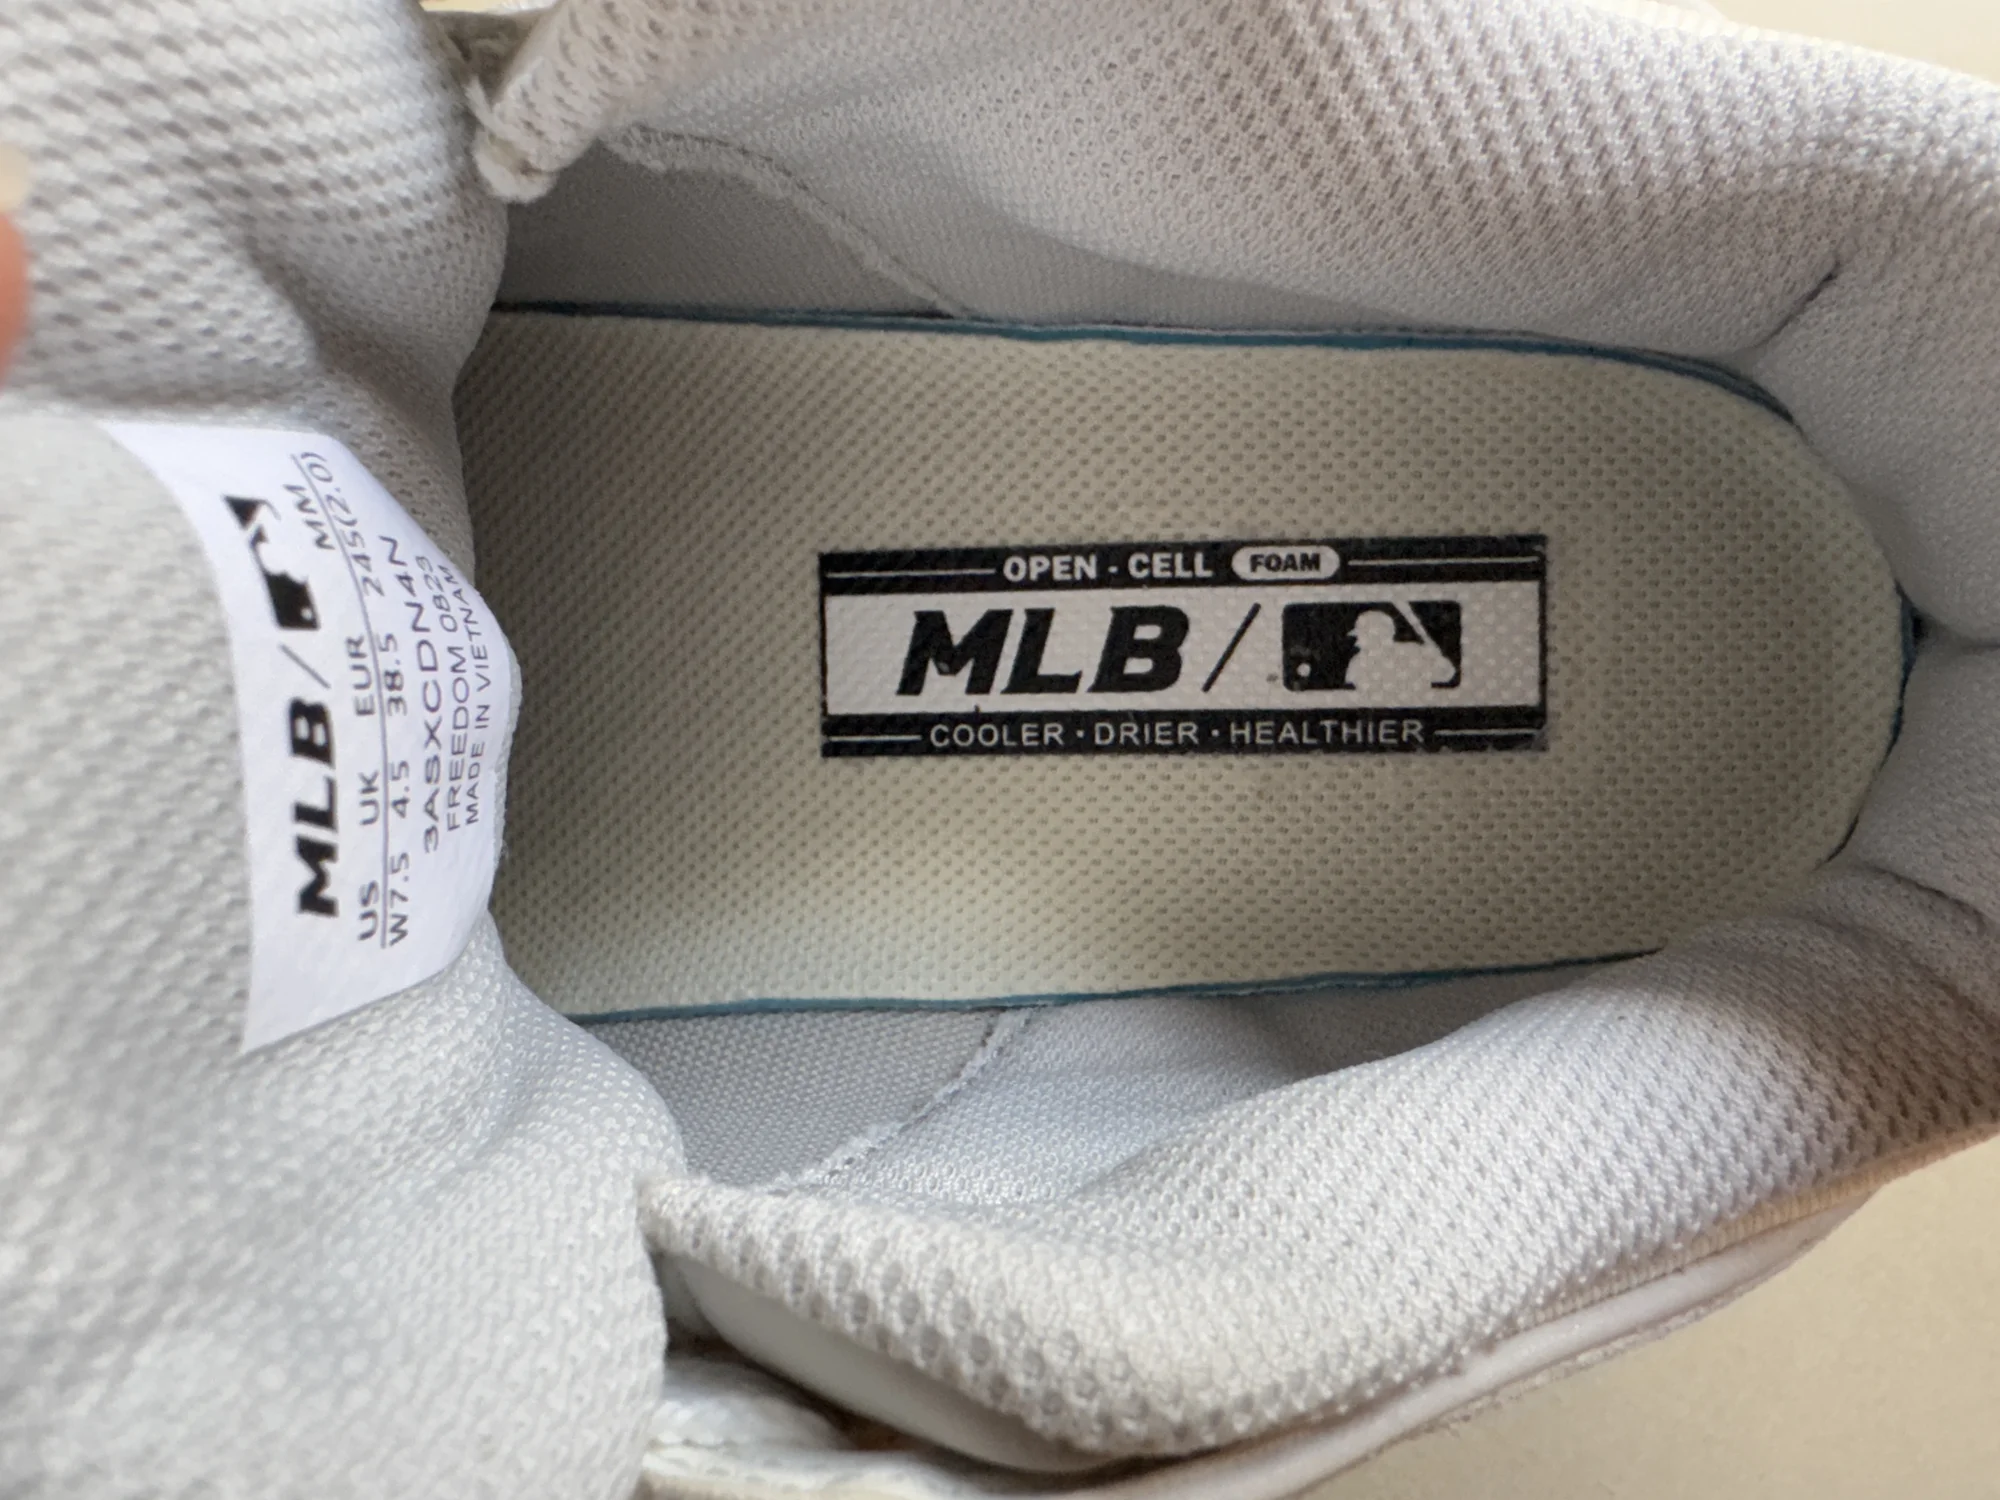 MLB/
US UK EUR MM
W7.5 4.5 38.5 245(2.0)
3ASXCDN4N
FREEDOM 0823
MADE IN VIETNAM
OPEN - CELL FOAM
MLB/
COOLER · DRIER · HEALTHIER